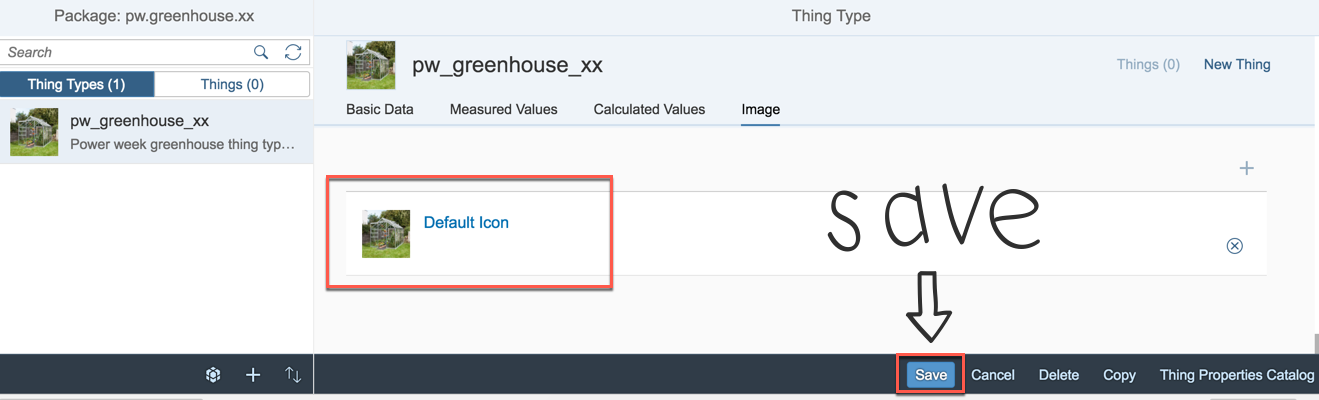 Package: pw.greenhouse.xx
Thing Type
Search
Thing Types (1)
Things (0)
pw_greenhouse_xx
Power week greenhouse thing typ...
pw_greenhouse_xx
Things (0)
New Thing
Basic Data
Measured Values
Calculated Values
Image
Default Icon
save
Save
Cancel
Delete
Copy
Thing Properties Catalog